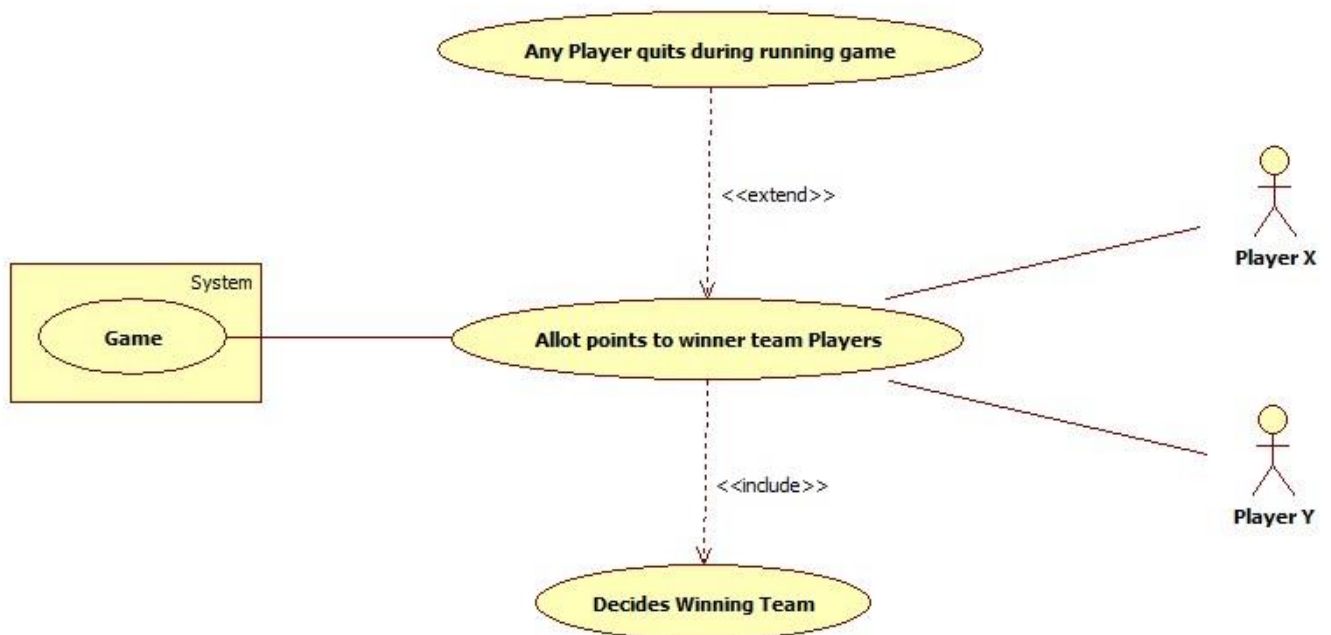 Any Player quits during running game
<<extend>>
Player X
System
Game
Allot points to winner team Players
<<include>>
Player Y
Decides Winning Team